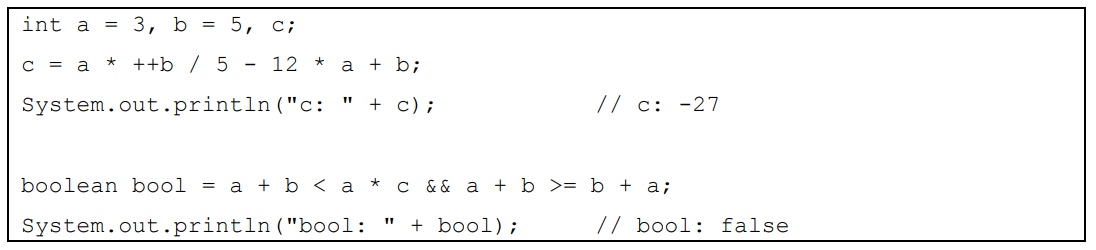 int a = 3, b = 5, c;
c = a * ++b / 5 - 12 * a + b;
System.out.println("c: " + c);           // c: -27
boolean bool = a + b < a * c && a + b >= b + a;
System.out.println("bool: " + bool);     // bool: false